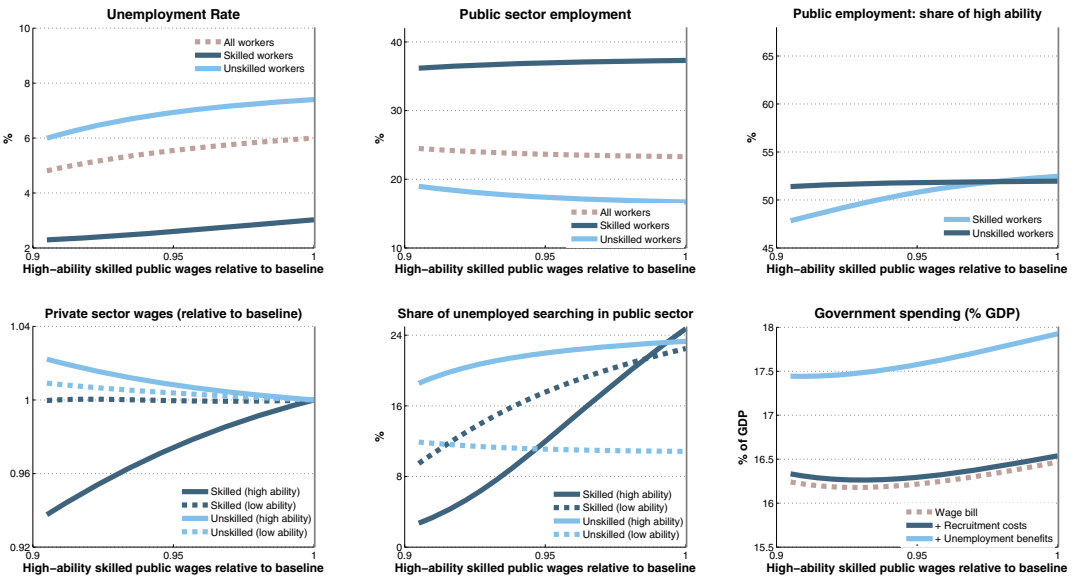 Unemployment Rate
10
8
6
4
2
%
All workers
Skilled workers
Unskilled workers
0.9
0.95
1
High−ability skilled public wages relative to baseline
Public sector employment
40
30
20
10
%
All workers
Skilled workers
Unskilled workers
0.9
0.95
1
High−ability skilled public wages relative to baseline
Public employment: share of high ability
65
60
55
50
45
%
Skilled workers
Unskilled workers
0.9
0.95
1
High−ability skilled public wages relative to baseline
Private sector wages (relative to baseline)
1.04
1
0.96
0.92
Skilled (high ability)
Skilled (low ability)
Unskilled (high ability)
Unskilled (low ability)
0.9
0.95
1
High−ability skilled public wages relative to baseline
Share of unemployed searching in public sector
24
16
8
0
%
Skilled (high ability)
Skilled (low ability)
Unskilled (high ability)
Unskilled (low ability)
0.9
0.95
1
High−ability skilled public wages relative to baseline
Government spending (% GDP)
18
17.5
17
16.5
16
15.5
% of GDP
Wage bill
+ Recruitment costs
+ Unemployment benefits
0.9
0.95
1
High−ability skilled public wages relative to baseline